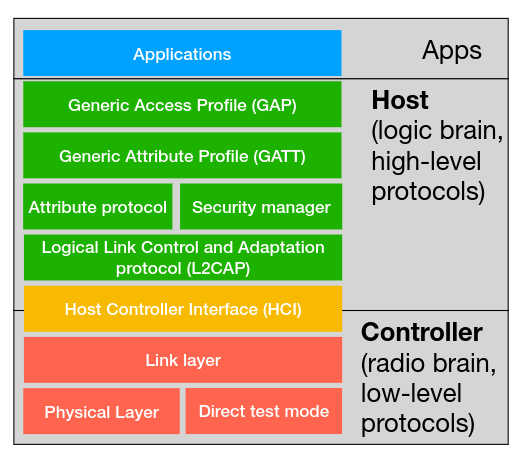 Applications
Apps
Generic Access Profile (GAP)
Host
(logic brain,
high-level
protocols)
Generic Attribute Profile (GATT)
Attribute protocol
Security manager
Logical Link Control and Adaptation
protocol (L2CAP)
Host Controller Interface (HCI)
Controller
(radio brain,
low-level
protocols)
Link layer
Physical Layer
Direct test mode